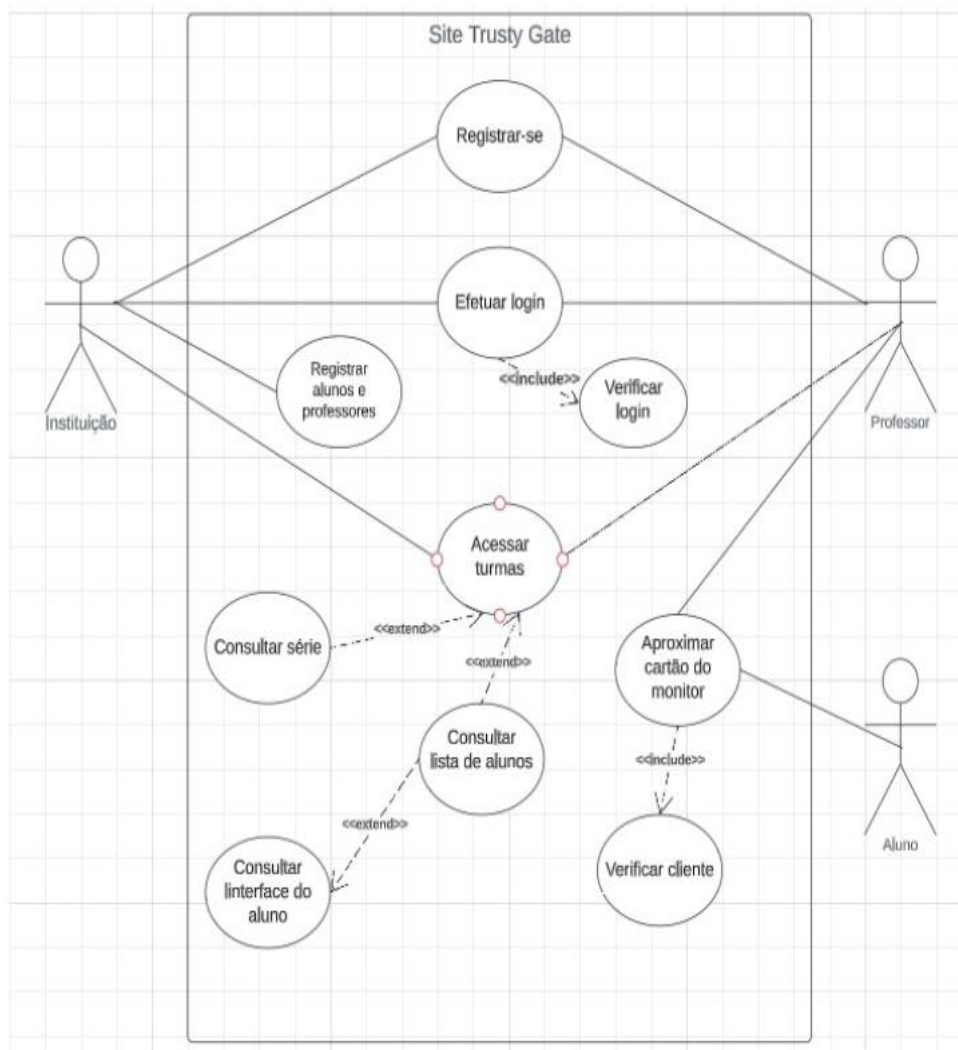 Site Trusty Gate
Registrar-se
Efetuar login
<<include>>
Registrar
alunos e
professores
Verificar
login
Instituição
Professor
Acessar
turmas
<<extend>>
Consultar série
<<extend>>
Aproximar
cartão do
monitor
Consultar
lista de alunos
<<include>>
<<extend>>
Aluno
Consultar
linterface do
aluno
Verificar cliente